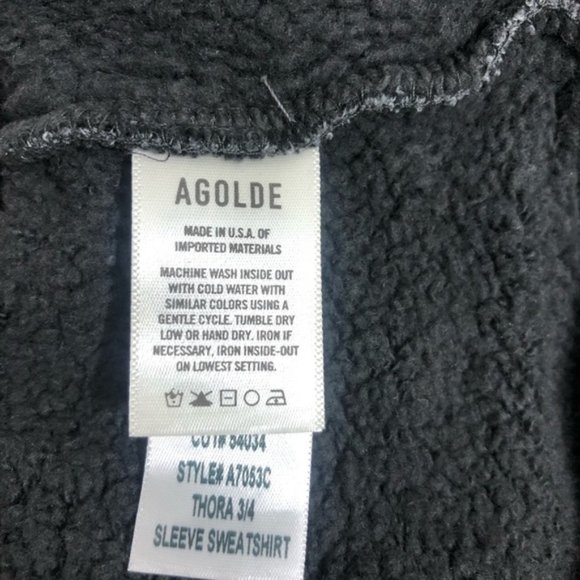 AGOLDE
MADE IN U.S.A. OF
IMPORTED MATERIALS
MACHINE WASH INSIDE OUT
WITH COLD WATER WITH
SIMILAR COLORS USING A
GENTLE CYCLE. TUMBLE DRY
LOW OR HAND DRY. IRON IF
NECESSARY, IRON INSIDE-OUT
ON LOWEST SETTING.
CUT# 54034
STYLE# A7053C
THORA 3/4
SLEEVE SWEATSHIRT